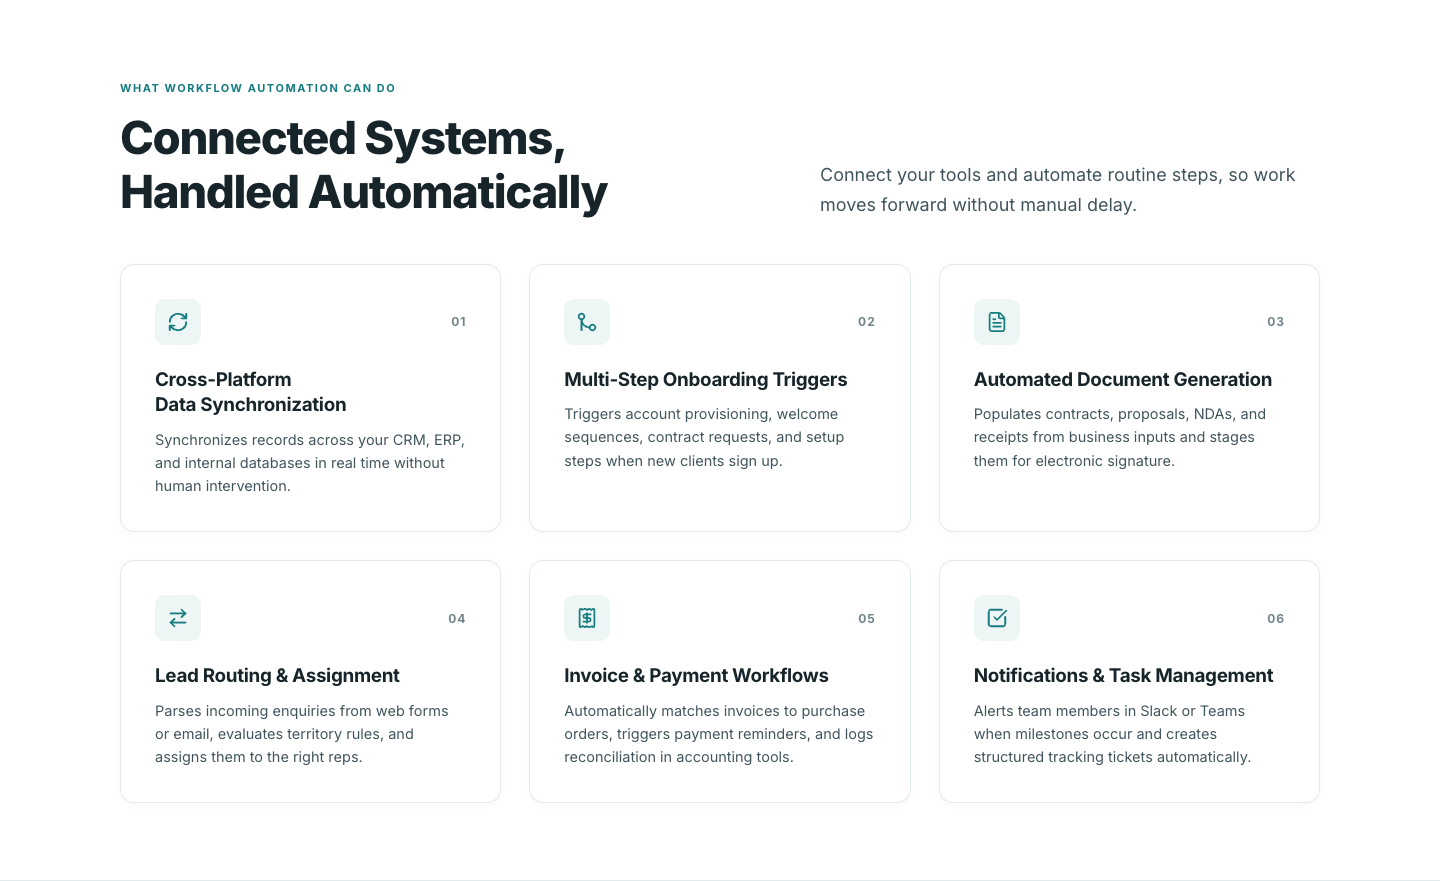 WHAT WORKFLOW AUTOMATION CAN DO
Connected Systems,
Handled Automatically
Connect your tools and automate routine steps, so work
moves forward without manual delay.
01
Cross-Platform
Data Synchronization
Synchronizes records across your CRM, ERP,
and internal databases in real time without
human intervention.
02
Multi-Step Onboarding Triggers
Triggers account provisioning, welcome
sequences, contract requests, and setup
steps when new clients sign up.
03
Automated Document Generation
Populates contracts, proposals, NDAs, and
receipts from business inputs and stages
them for electronic signature.
04
Lead Routing & Assignment
Parses incoming enquiries from web forms
or email, evaluates territory rules, and
assigns them to the right reps.
05
Invoice & Payment Workflows
Automatically matches invoices to purchase
orders, triggers payment reminders, and logs
reconciliation in accounting tools.
06
Notifications & Task Management
Alerts team members in Slack or Teams
when milestones occur and creates
structured tracking tickets automatically.